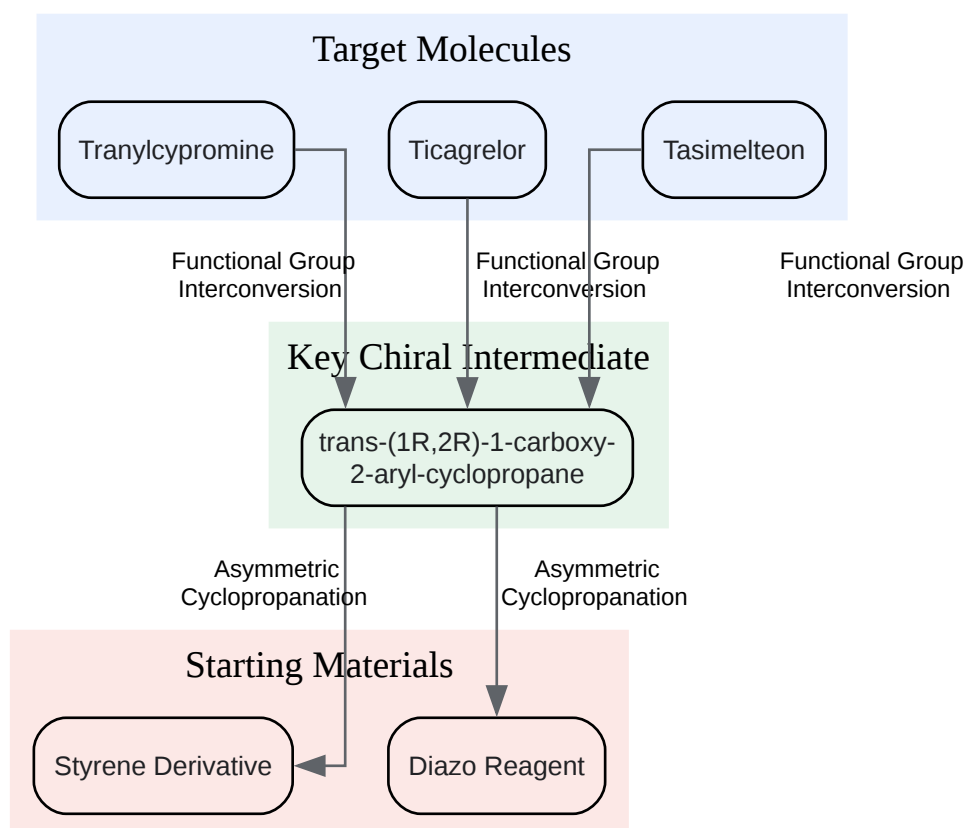 Target Molecules
Tranylcypromine
Ticagrelor
Tasimelteon
Functional Group
Interconversion
Functional Group
Interconversion
Functional Group
Interconversion
Key Chiral Intermediate
trans-(1R,2R)-1-carboxy-
2-aryl-cyclopropane
Asymmetric
Cyclopropanation
Asymmetric
Cyclopropanation
Starting Materials
Styrene Derivative
Diazo Reagent